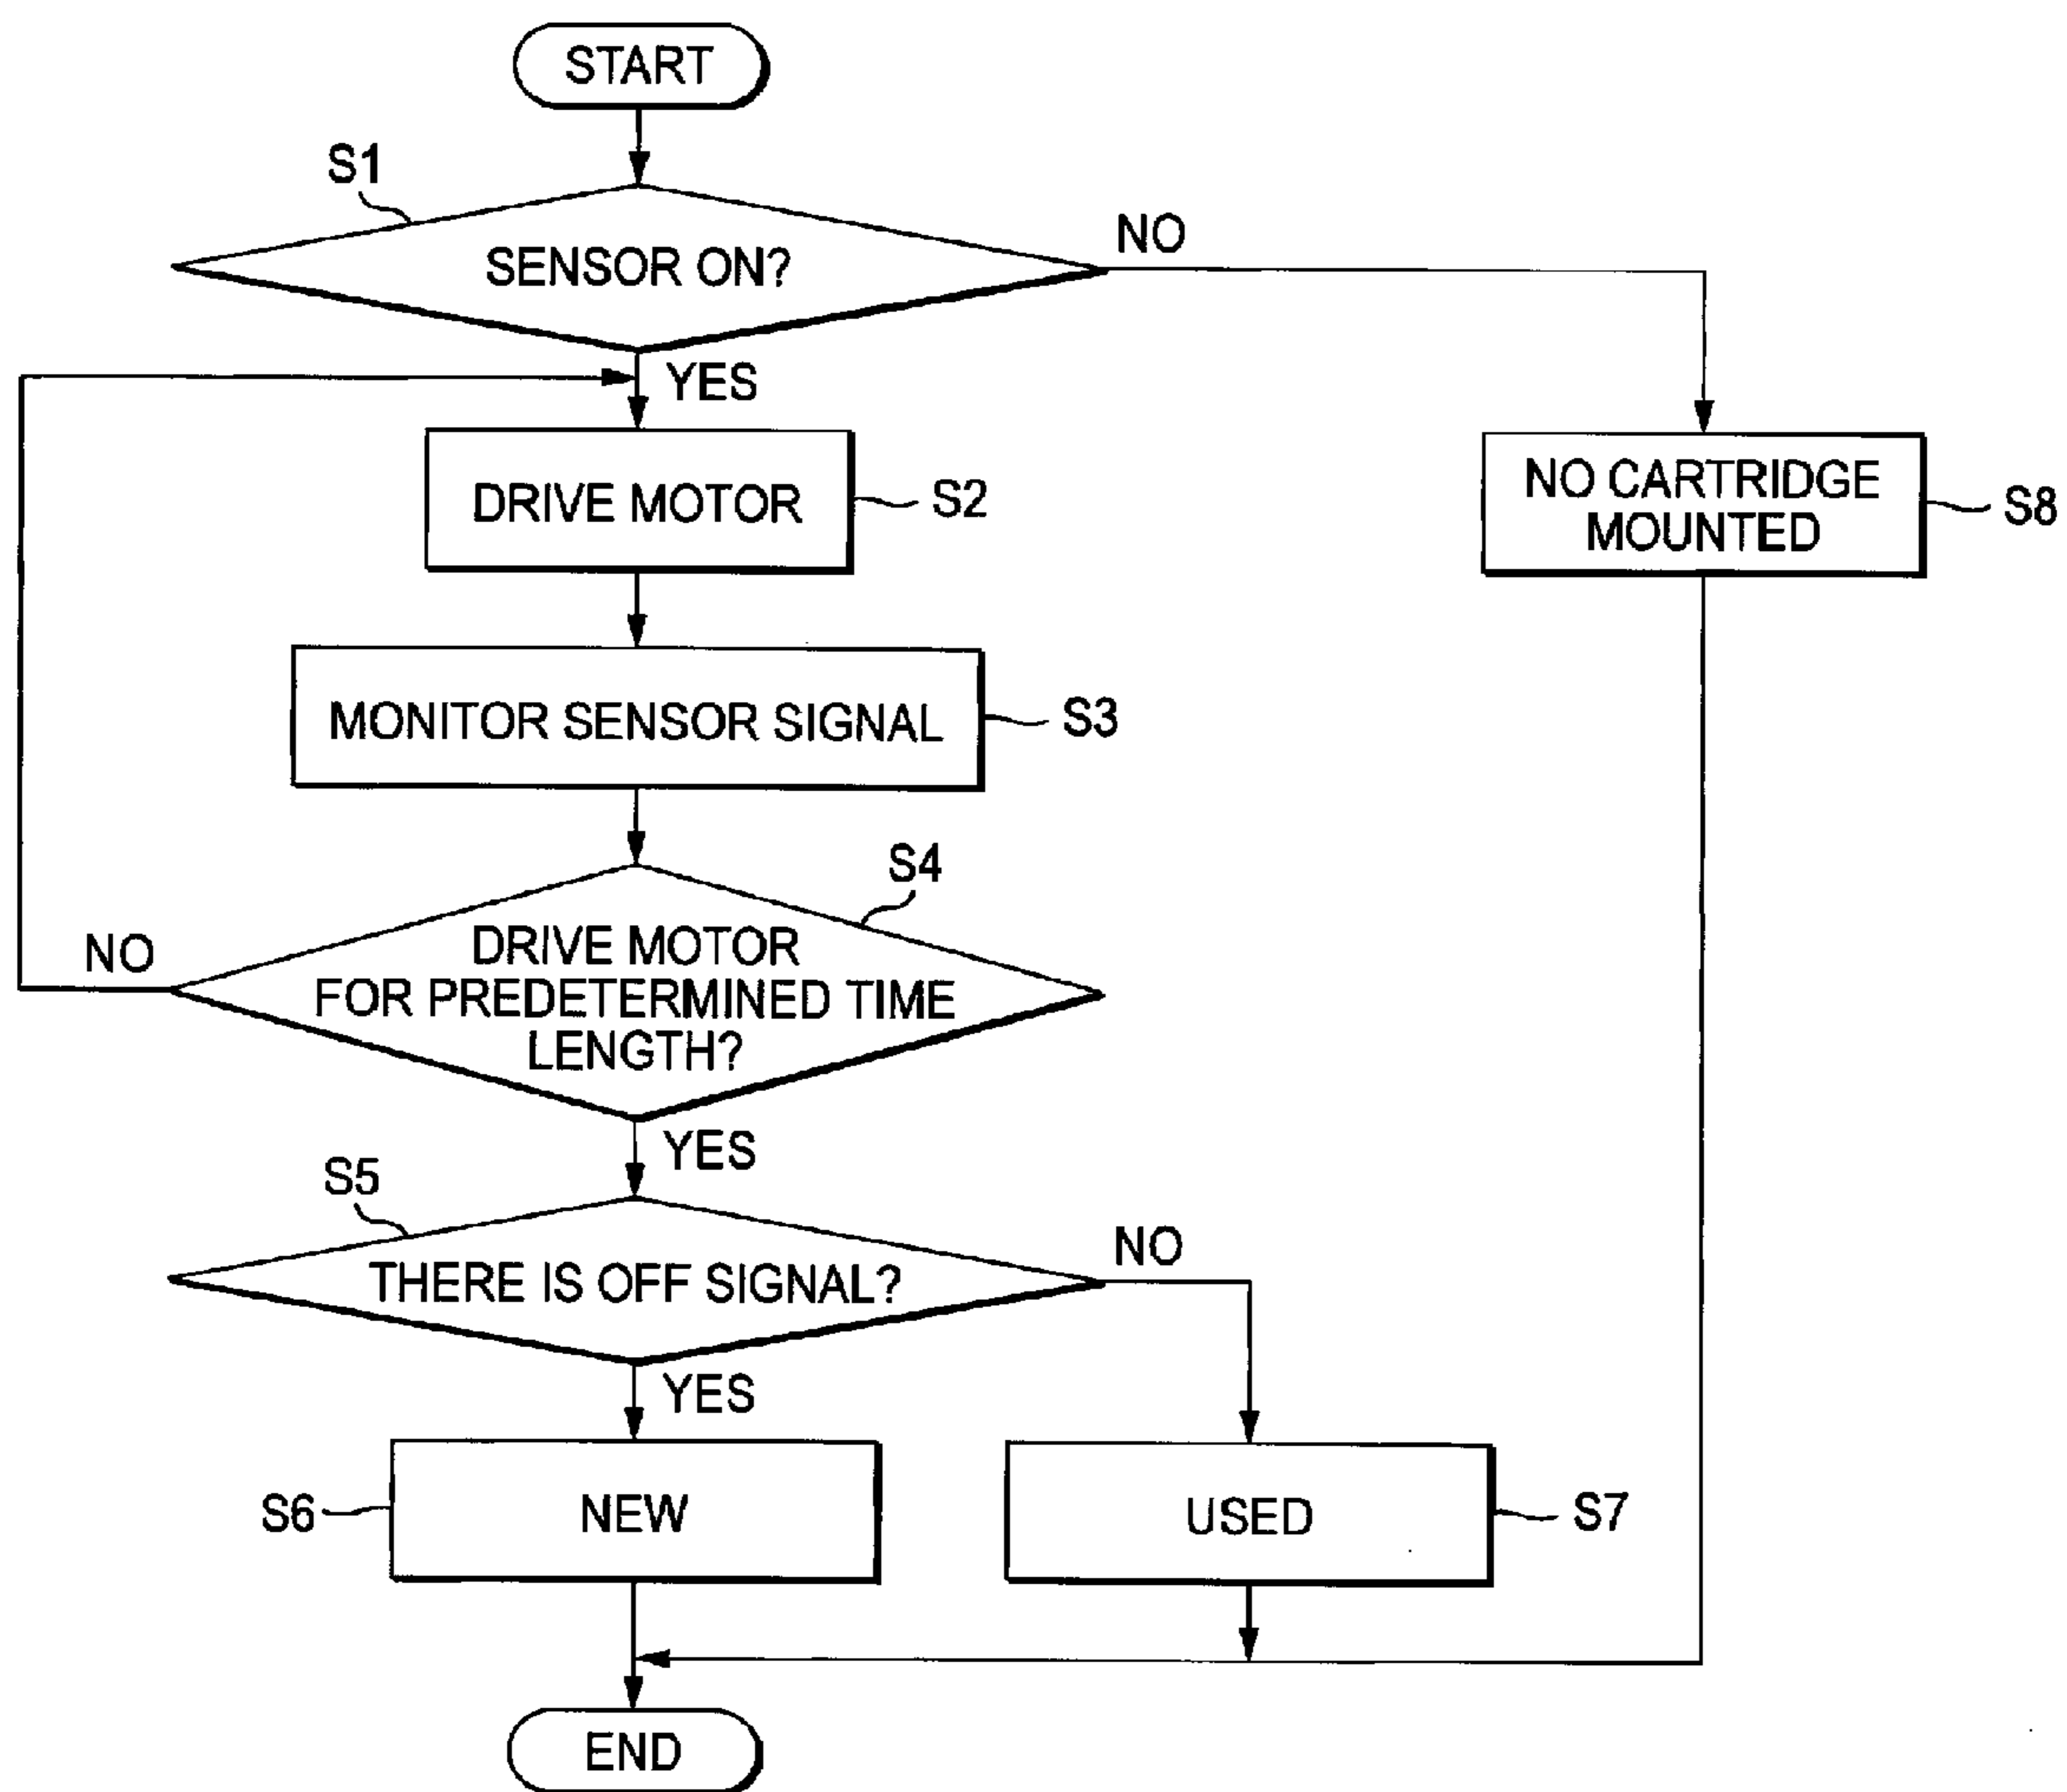 START
S1
SENSOR ON?
NO
YES
DRIVE MOTOR
S2
NO CARTRIDGE
MOUNTED
S8
MONITOR SENSOR SIGNAL
S3
S4
DRIVE MOTOR
FOR PREDETERMINED TIME
LENGTH?
NO
YES
S5
THERE IS OFF SIGNAL?
NO
YES
S6
NEW
USED
S7
END